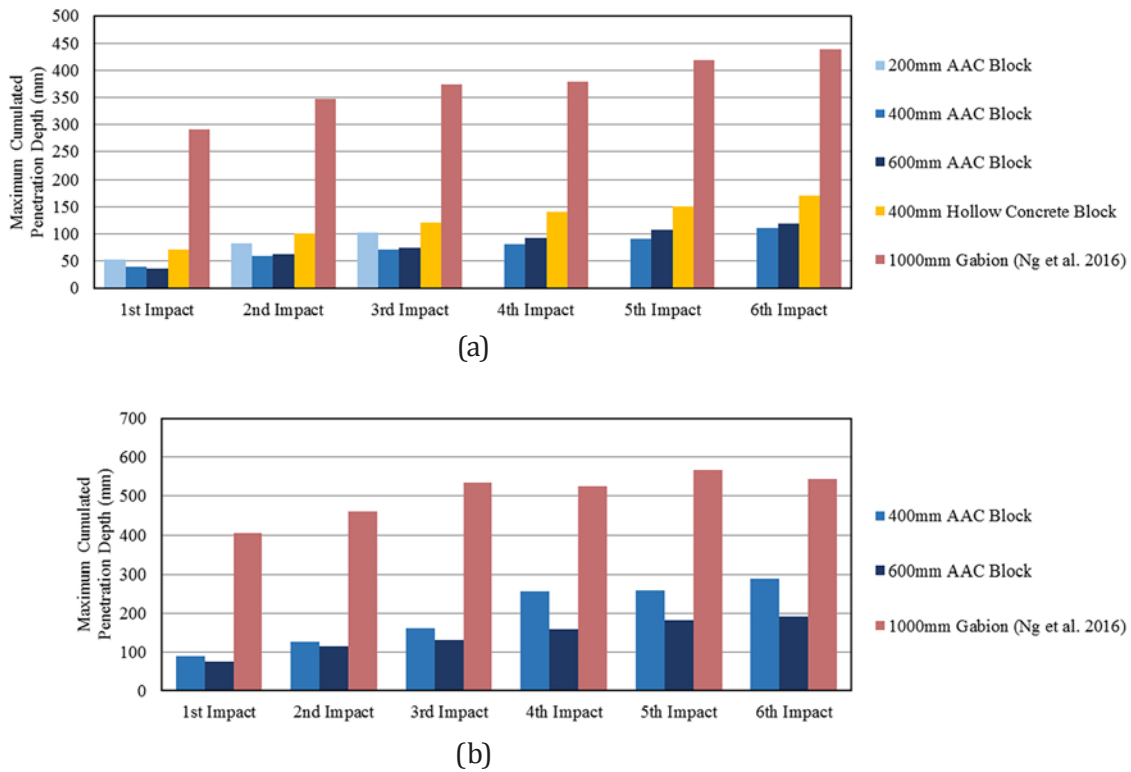 500
450
400
350
300
250
200
150
100
50
0
Maximum Cumulated
Penetration Depth (mm)
1st Impact 2nd Impact 3rd Impact 4th Impact 5th Impact 6th Impact
200mm AAC Block
400mm AAC Block
600mm AAC Block
400mm Hollow Concrete Block
1000mm Gabion (Ng et al. 2016)
(a)
700
600
500
400
300
200
100
0
Maximum Cumulated
Penetration Depth (mm)
1st Impact 2nd Impact 3rd Impact 4th Impact 5th Impact 6th Impact
400mm AAC Block
600mm AAC Block
1000mm Gabion (Ng et al. 2016)
(b)